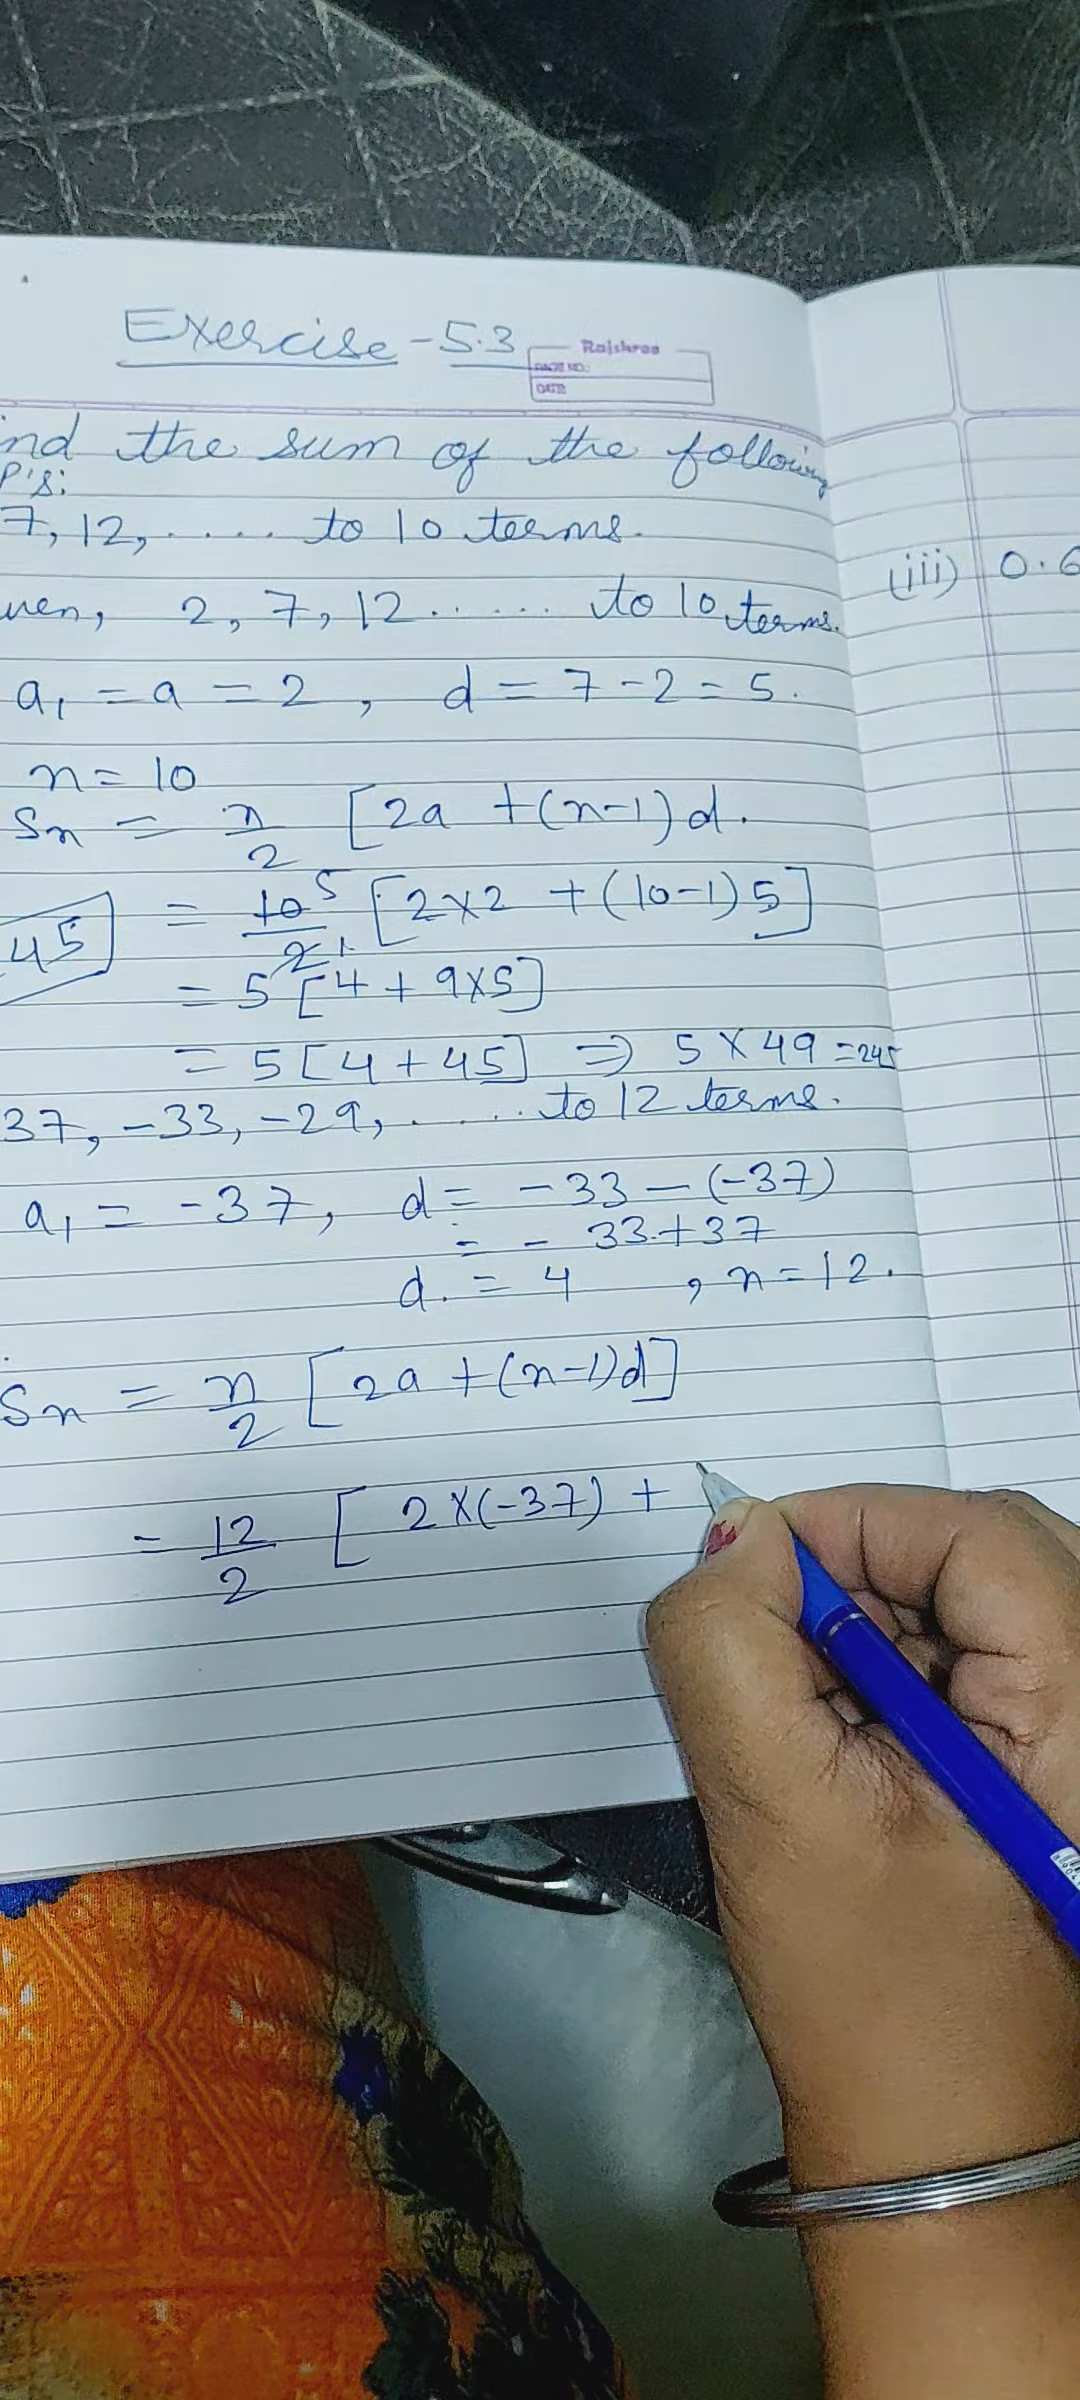 Exercise - 5.3
Rajshree
PAGE NO.:
DATE:
ind the sum of the following
P's:
7, 12, ..... to 10 terms.
ven, 2, 7, 12 ...... to 10 terms.
a₁ = a = 2, d = 7 - 2 = 5.
n = 10
Sn = n/2 [2a + (n-1)d.
45] = 10⁵/2₁ [2×2 + (10-1)5]
= 5 [4 + 9×5]
= 5 [4 + 45] ⇒ 5 × 49 = 245
37, -33, -29, ..... to 12 terms.
a₁ = -37, d = -33 - (-37)
= - 33 + 37
d. = 4, n = 12.
Sn = n/2 [2a + (n-1)d]
= 12/2 [2×(-37) +
(iii) 0.6